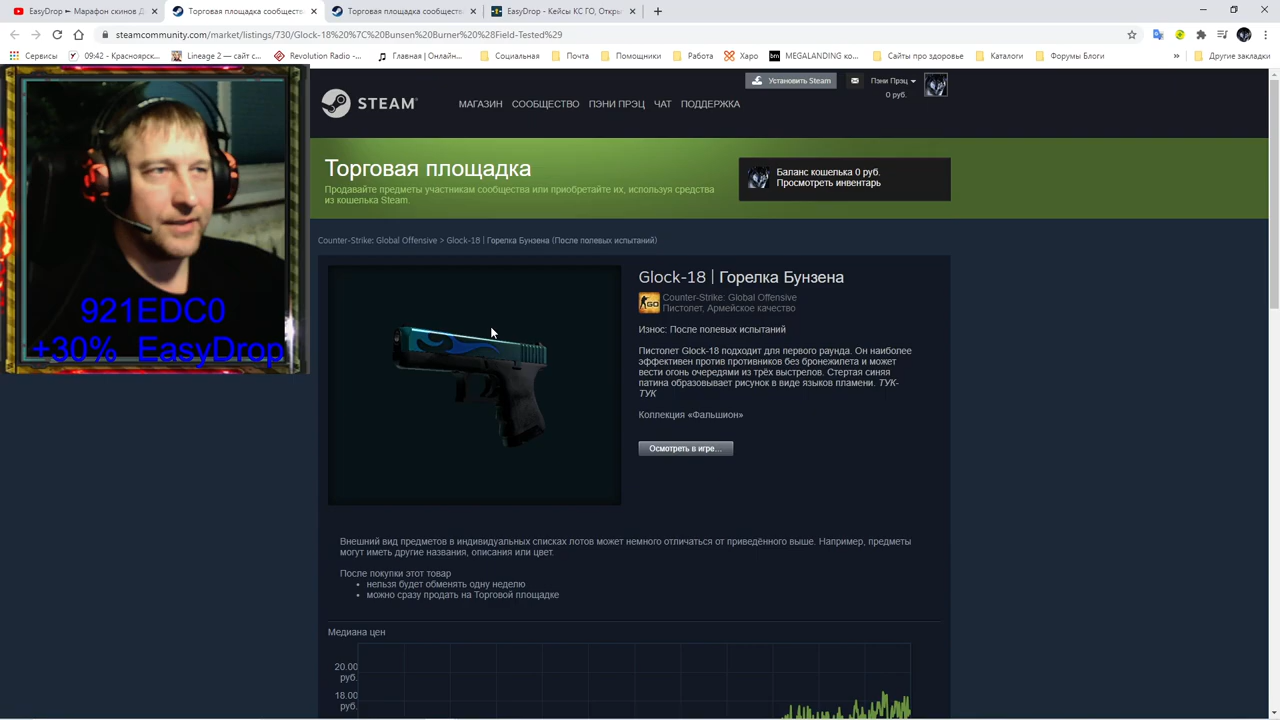 EasyDrop ► Марафон скинов Д
Торговая площадка сообществ
Торговая площадка сообществ
EasyDrop - Кейсы КС ГО, Откры
steamcommunity.com/market/listings/730/Glock-18%20%7C%20Bunsen%20Burner%20%28Field-Tested%29
Сервисы
09:42 - Красноярск...
Lineage 2 — сайт с...
Revolution Radio -...
Главная \ Онлайн...
Социальные
Почта
Помощники
Работа
Харо
MEGALANDING ко...
Сайты про здоров...
Каталоги
Форумы Блоги
Другие закладки
Установить Steam
Пэни Прэц
0 руб.
STEAM
МАГАЗИН СООБЩЕСТВО ПЭНИ ПРЭЦ ЧАТ ПОДДЕРЖКА
Торговая площадка
Продавайте предметы участникам сообщества или приобретайте их, используя средства
из кошелька Steam.
Баланс кошелька 0 руб.
Просмотреть инвентарь
Counter-Strike: Global Offensive > Glock-18 | Горелка Бунзена (После полевых испытаний)
Glock-18 | Горелка Бунзена
GO
Counter-Strike: Global Offensive
Пистолет, Армейское качество
Износ: После полевых испытаний
Пистолет Glock-18 подходит для первого раунда. Он наиболее
эффективен против противников без бронежилета и может
вести огонь очередями из трёх выстрелов. Стертая синяя
патина образовывает рисунок в виде языков пламени. ТУК-
ТУК
Коллекция «Фальшион»
Осмотреть в игре...
921EDC0
+30% EasyDrop
Внешний вид предметов в индивидуальных списках лотов может немного отличаться от приведённого выше. Например, предметы
могут иметь другие названия, описания или цвет.
После покупки этот товар
• нельзя будет обменять одну неделю
• можно сразу продать на Торговой площадке
Медиана цен
20.00
руб.
18.00
руб.